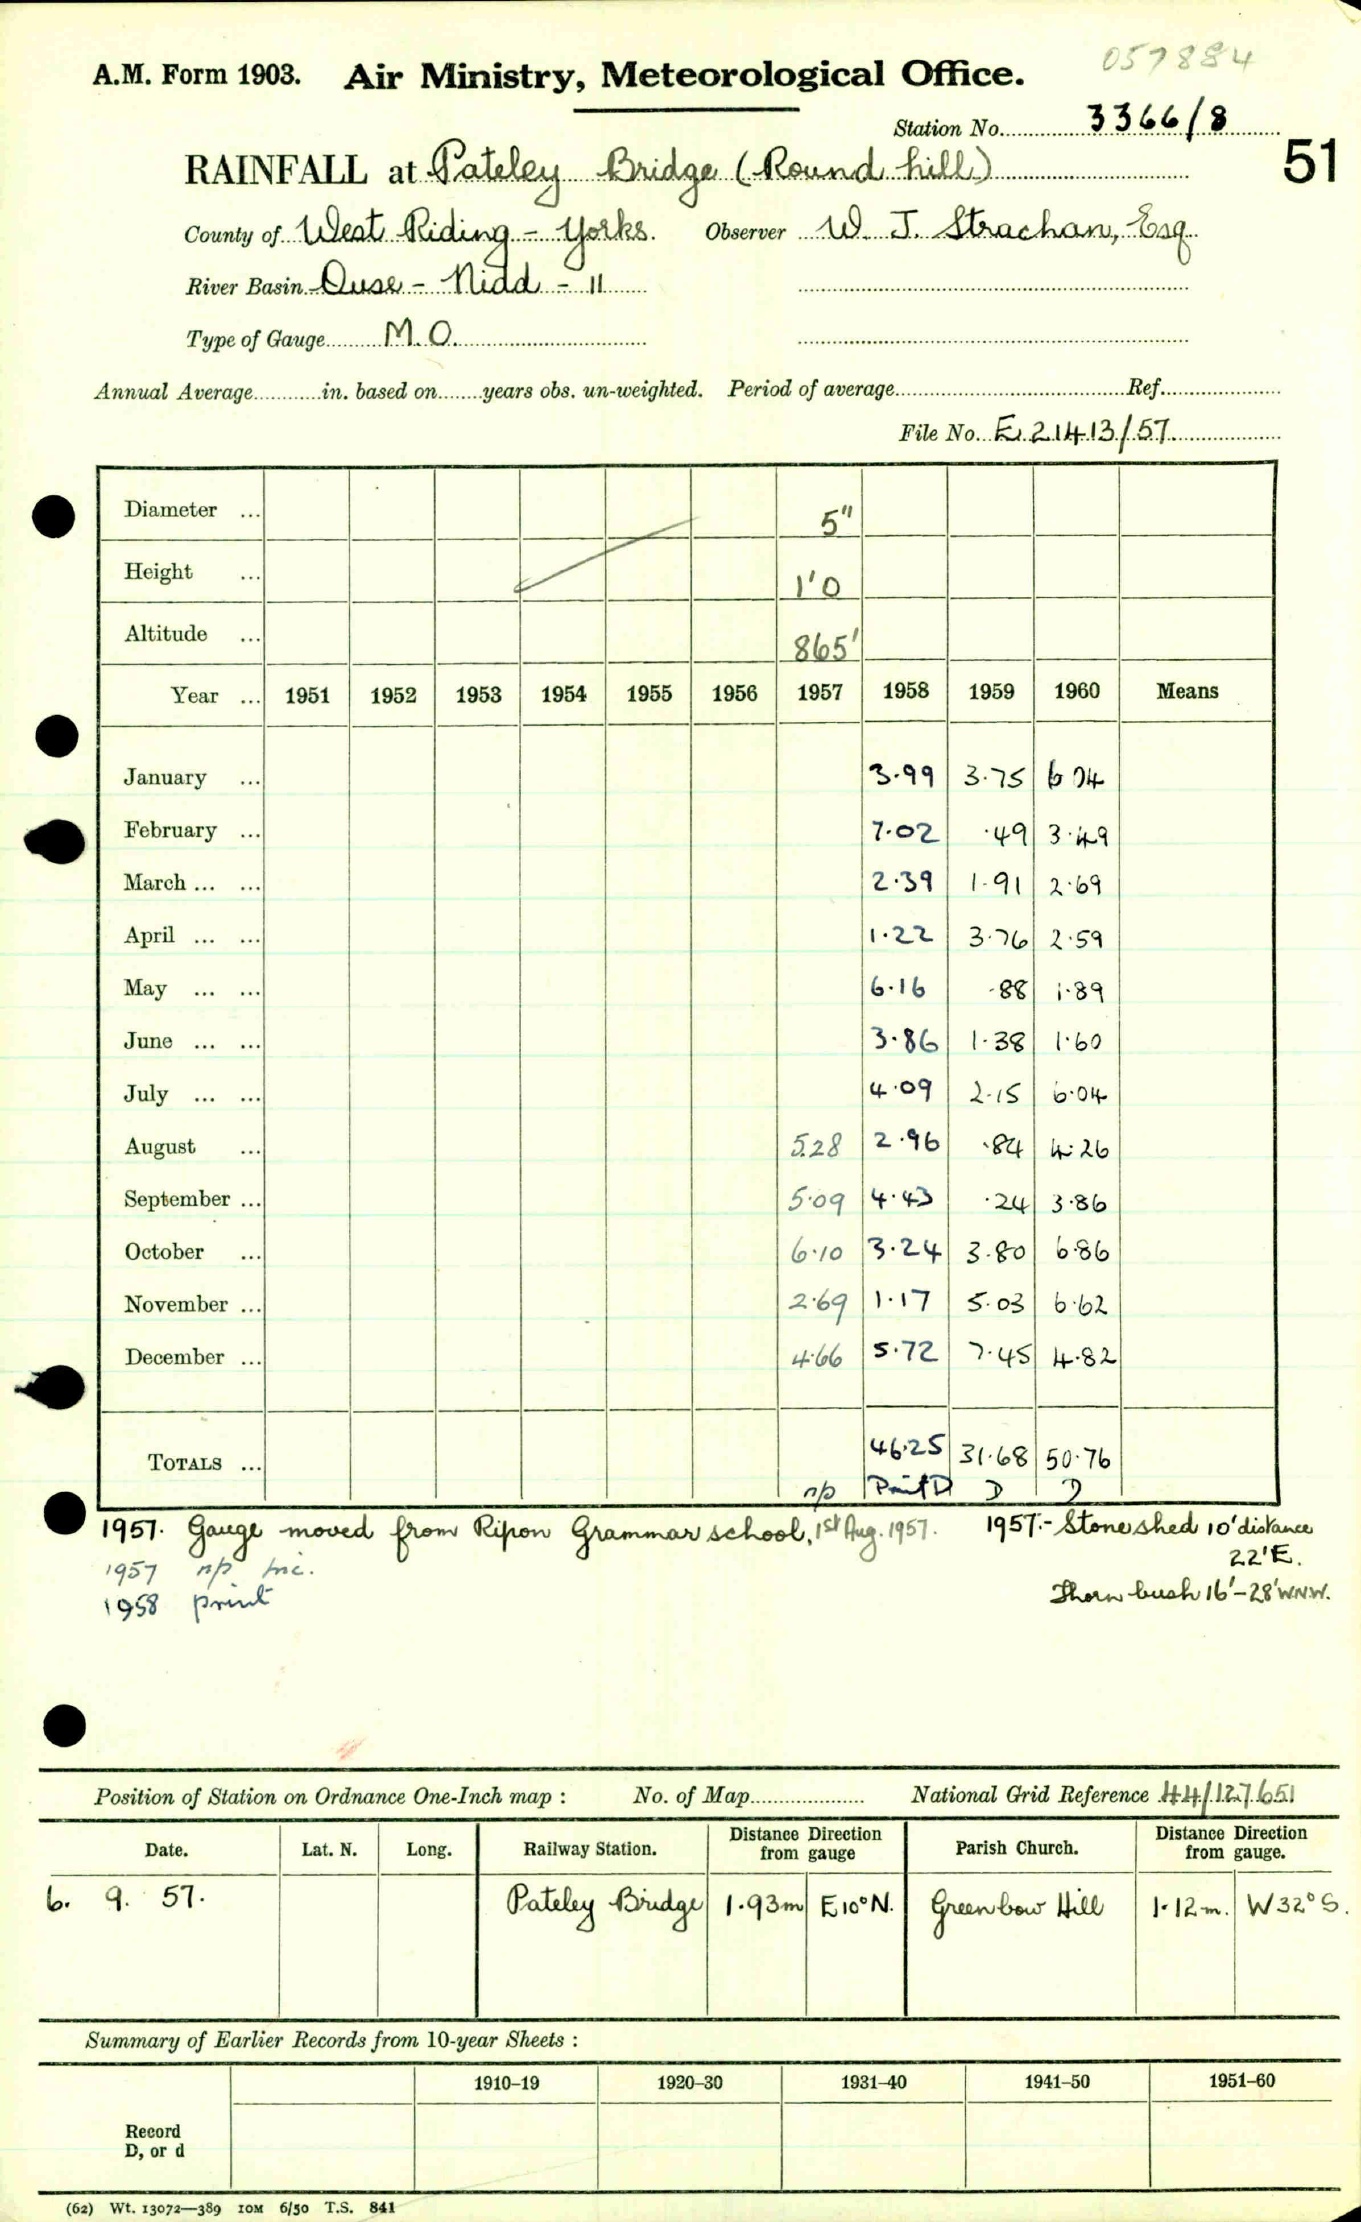 057884
A.M. Form 1903. Air Ministry, Meteorological Office.
Station No. 3366/8
51
RAINFALL at Pateley Bridge (Round hill)
County of West Riding - Yorks. Observer W. J. Strachan, Esq
River Basin Ouse - Nidd - 11
Type of Gauge M.O.
Annual Average in. based on years obs. un-weighted. Period of average Ref.
File No. E 21413/57
Diameter ... 5"
Height ... 1'0
Altitude ... 865'
Year ... 1951 1952 1953 1954 1955 1956 1957 1958 1959 1960 Means
January ... 3.99 3.75 6 04
February ... 7.02 .49 3.49
March ... ... 2.39 1.91 2.69
April ... ... 1.22 3.76 2.59
May ... ... 6.16 .88 1.89
June ... ... 3.86 1.38 1.60
July ... ... 4.09 2.15 6.04
August ... 5.28 2.96 .84 4.26
September ... 5.09 4.43 .24 3.86
October ... 6.10 3.24 3.80 6.86
November ... 2.69 1.17 5.03 6.62
December ... 4.66 5.72 7.45 4.82
TOTALS ... 46.25 31.68 50.76
np Print D D D
1957. Gauge moved from Ripon Grammar school, 1st Aug. 1957. 1957.- Stone shed 10' distance
22'E.
1957 np inc.
Thorn bush 16'-28'W.N.W.
1958 print
Position of Station on Ordnance One-Inch map : No. of Map National Grid Reference 44/127651
Date. Lat. N. Long. Railway Station. Distance from Direction gauge Parish Church. Distance from Direction gauge.
6. 9. 57. Pateley Bridge 1.93m E10°N. Greenbow Hill 1.12m. W32°S.
Summary of Earlier Records from 10-year Sheets :
1910–19 1920–30 1931–40 1941–50 1951–60
Record
D, or d
(62) Wt. 13072—389 10M 6/50 T.S. 841